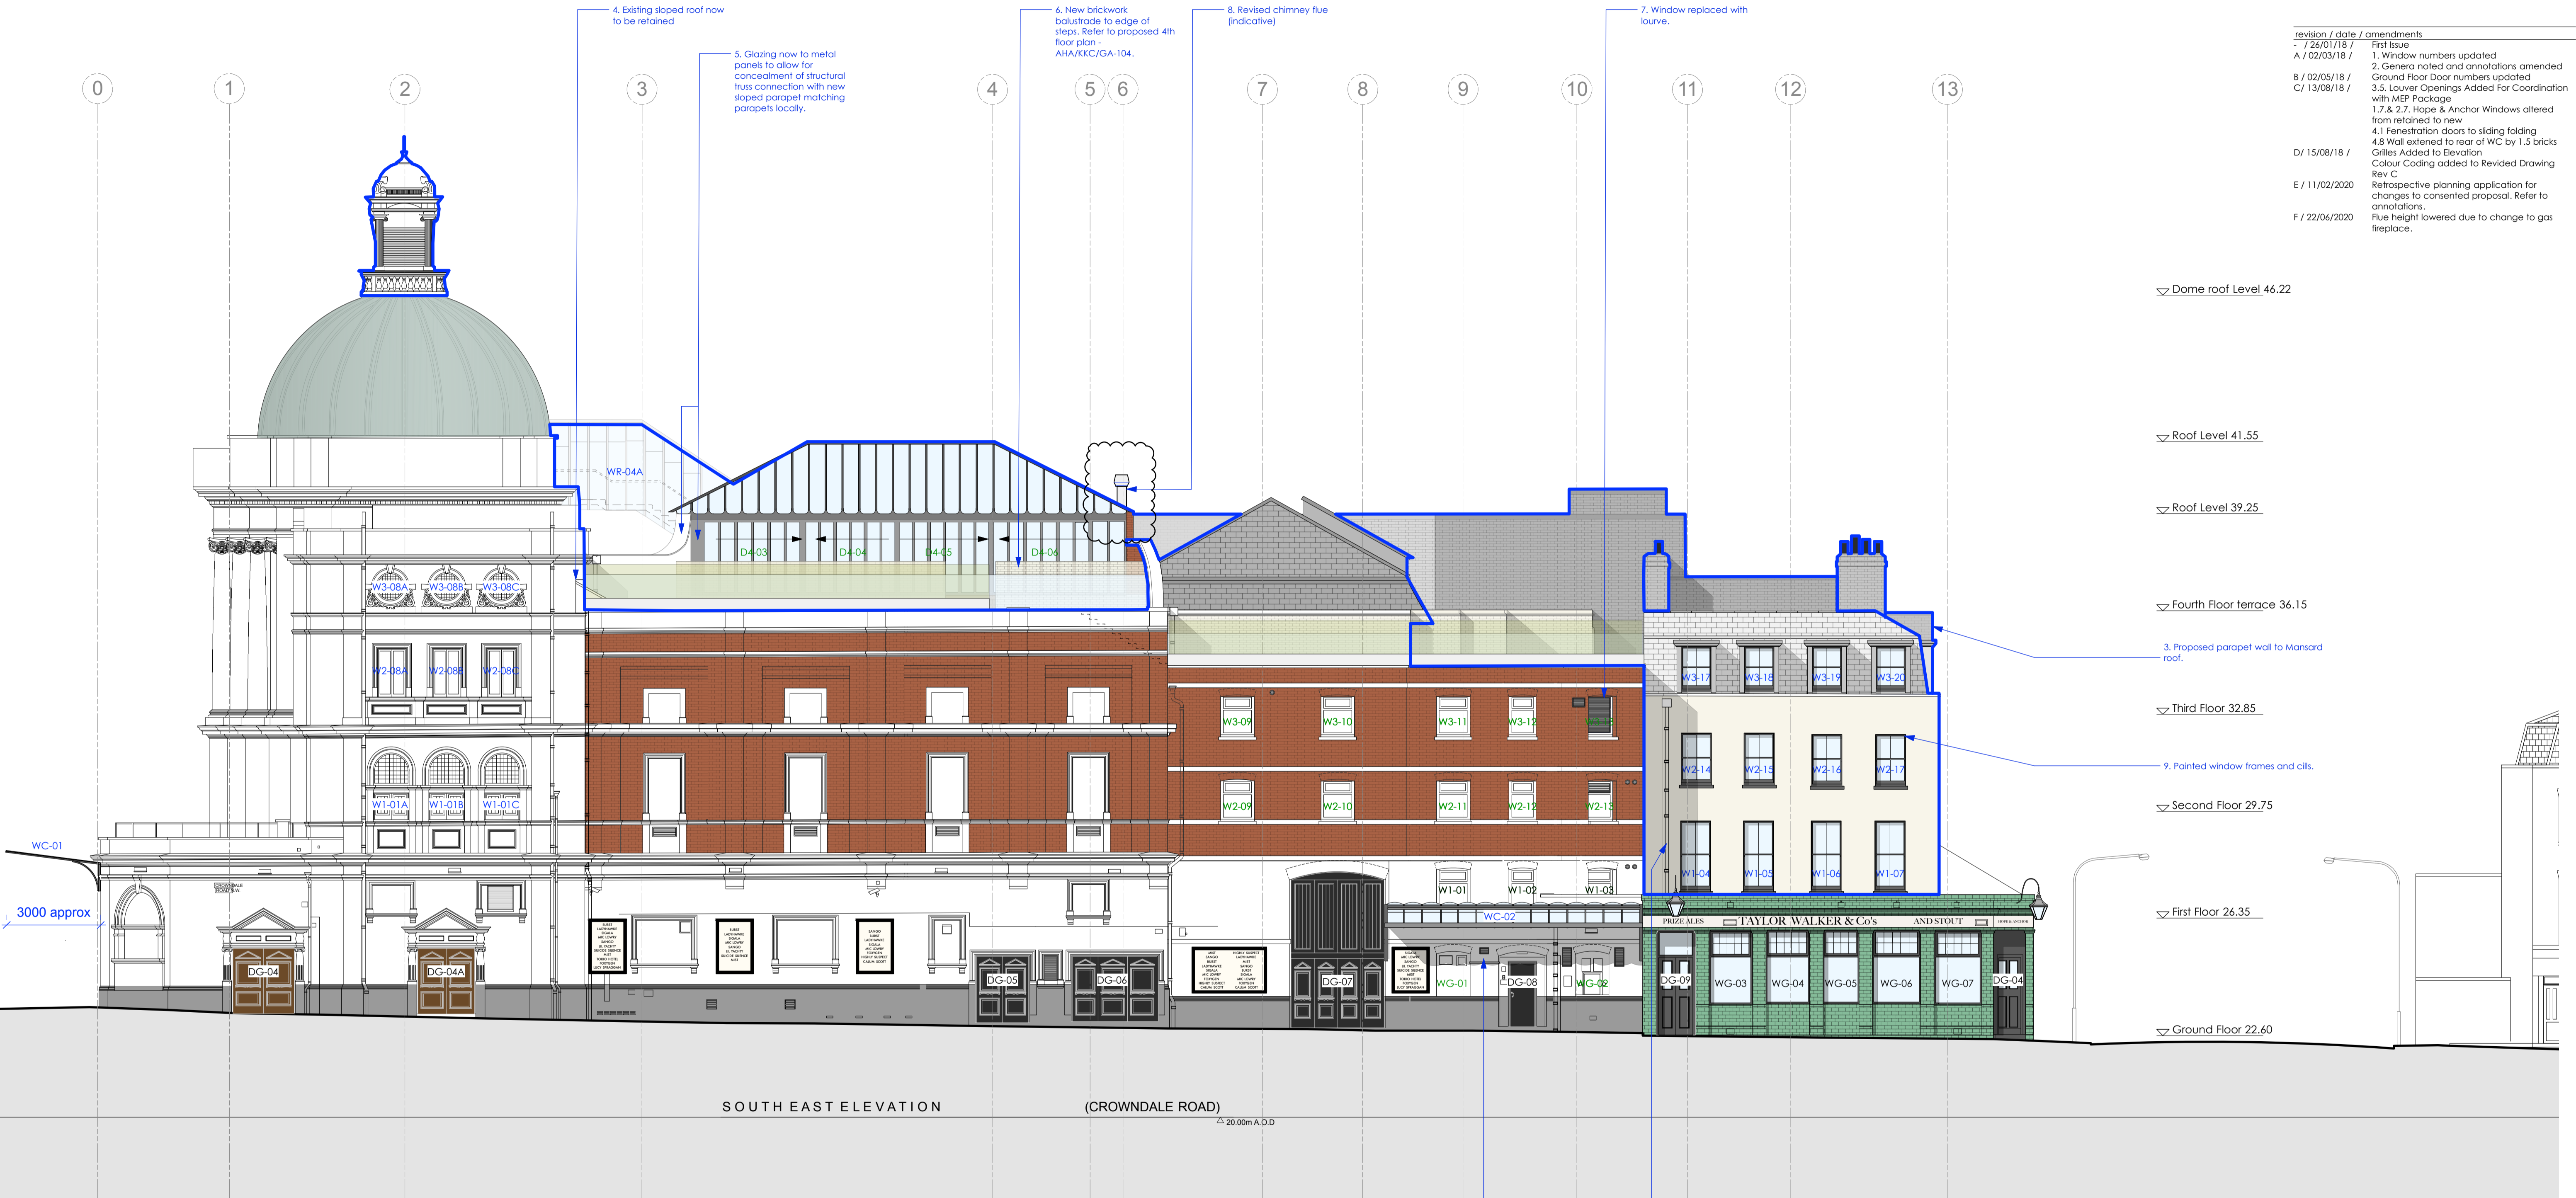 4. Existing sloped roof now
to be retained
5. Glazing now to metal
panels to allow for
concealment of structural
truss connection with new
sloped parapet matching
parapets locally.
6. New brickwork
balustrade to edge of
steps. Refer to proposed 4th
floor plan -
AHA/KKC/GA-104.
8. Revised chimney flue
(indicative)
7. Window replaced with
lourve.
revision / date / amendments
- / 26/01/18 / First Issue
A / 02/03/18 / 1. Window numbers updated
2. Genera noted and annotations amended
B / 02/05/18 / Ground Floor Door numbers updated
C/ 13/08/18 / 3.5. Louver Openings Added For Coordination
with MEP Package
1.7.& 2.7. Hope & Anchor Windows altered
from retained to new
4.1 Fenestration doors to sliding folding
4.8 Wall extened to rear of WC by 1.5 bricks
D/ 15/08/18 / Grilles Added to Elevation
Colour Coding added to Revided Drawing
Rev C
E / 11/02/2020 Retrospective planning application for
changes to consented proposal. Refer to
annotations.
F / 22/06/2020 Flue height lowered due to change to gas
fireplace.
0 1 2 3 4 5 6 7 8 9 10 11 12 13
Dome roof Level 46.22
Roof Level 41.55
Roof Level 39.25
Fourth Floor terrace 36.15
3. Proposed parapet wall to Mansard
roof.
Third Floor 32.85
9. Painted window frames and cills.
Second Floor 29.75
First Floor 26.35
Ground Floor 22.60
WR-04A
D4-03 D4-04 D4-05 D4-06
W3-08A W3-08B W3-08C
W2-08A W2-08B W2-08C
W3-17 W3-18 W3-19 W3-20
W3-09 W3-10 W3-11 W3-12
W2-14 W2-15 W2-16 W2-17
W1-01A W1-01B W1-01C
W2-09 W2-10 W2-11 W2-12 W2-13
WC-01
W1-04 W1-05 W1-06 W1-07
CROWNDALE
ROAD N.W.
W1-01 W1-02 W1-03
3000 approx
WC-02
PRIZE ALES TAYLOR WALKER & Co's AND STOUT HOPE & ANCHOR
DG-04 DG-04A DG-05 DG-06 DG-07 WG-01 DG-08 WG-02 DG-09 WG-03 WG-04 WG-05 WG-06 WG-07 DG-04
SOUTH EAST ELEVATION (CROWNDALE ROAD)
20.00m A.O.D